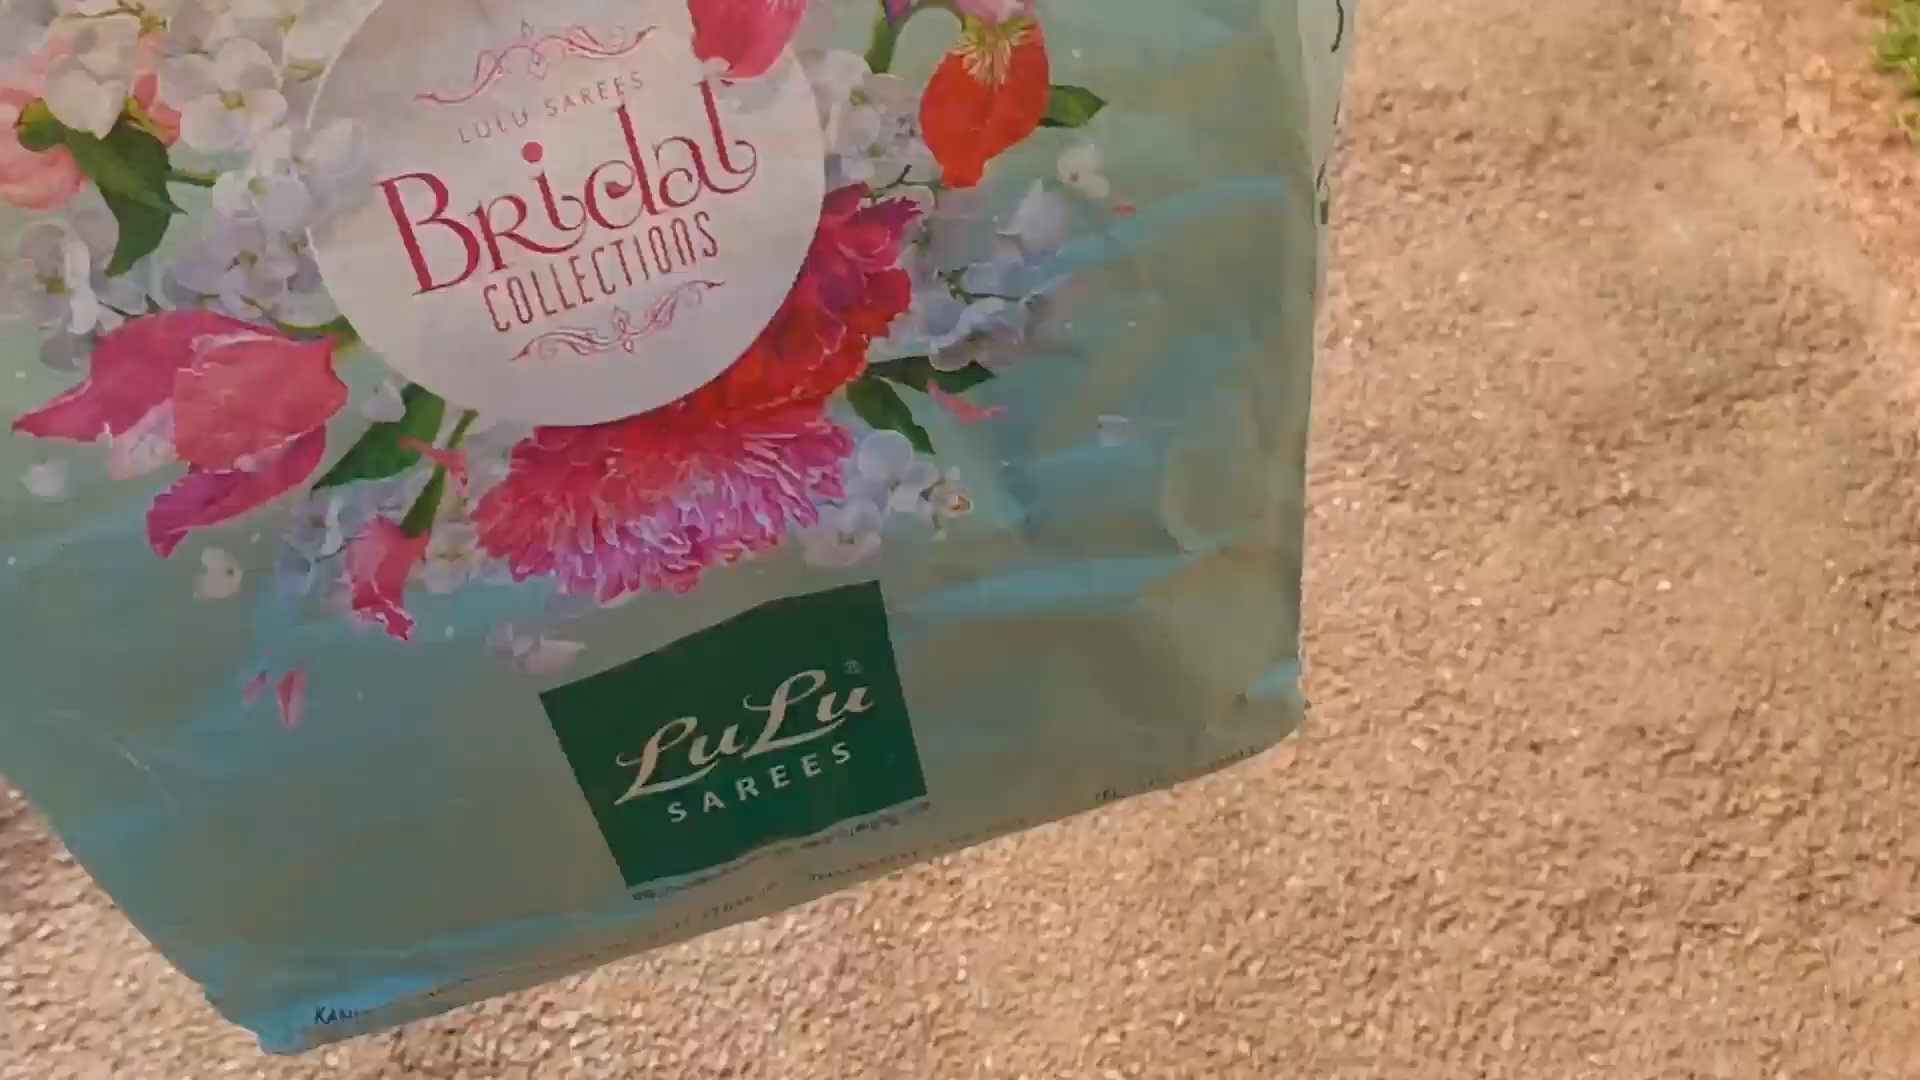 LULU SAREES
Bridal
COLLECTIONS
LuLu®
SAREES